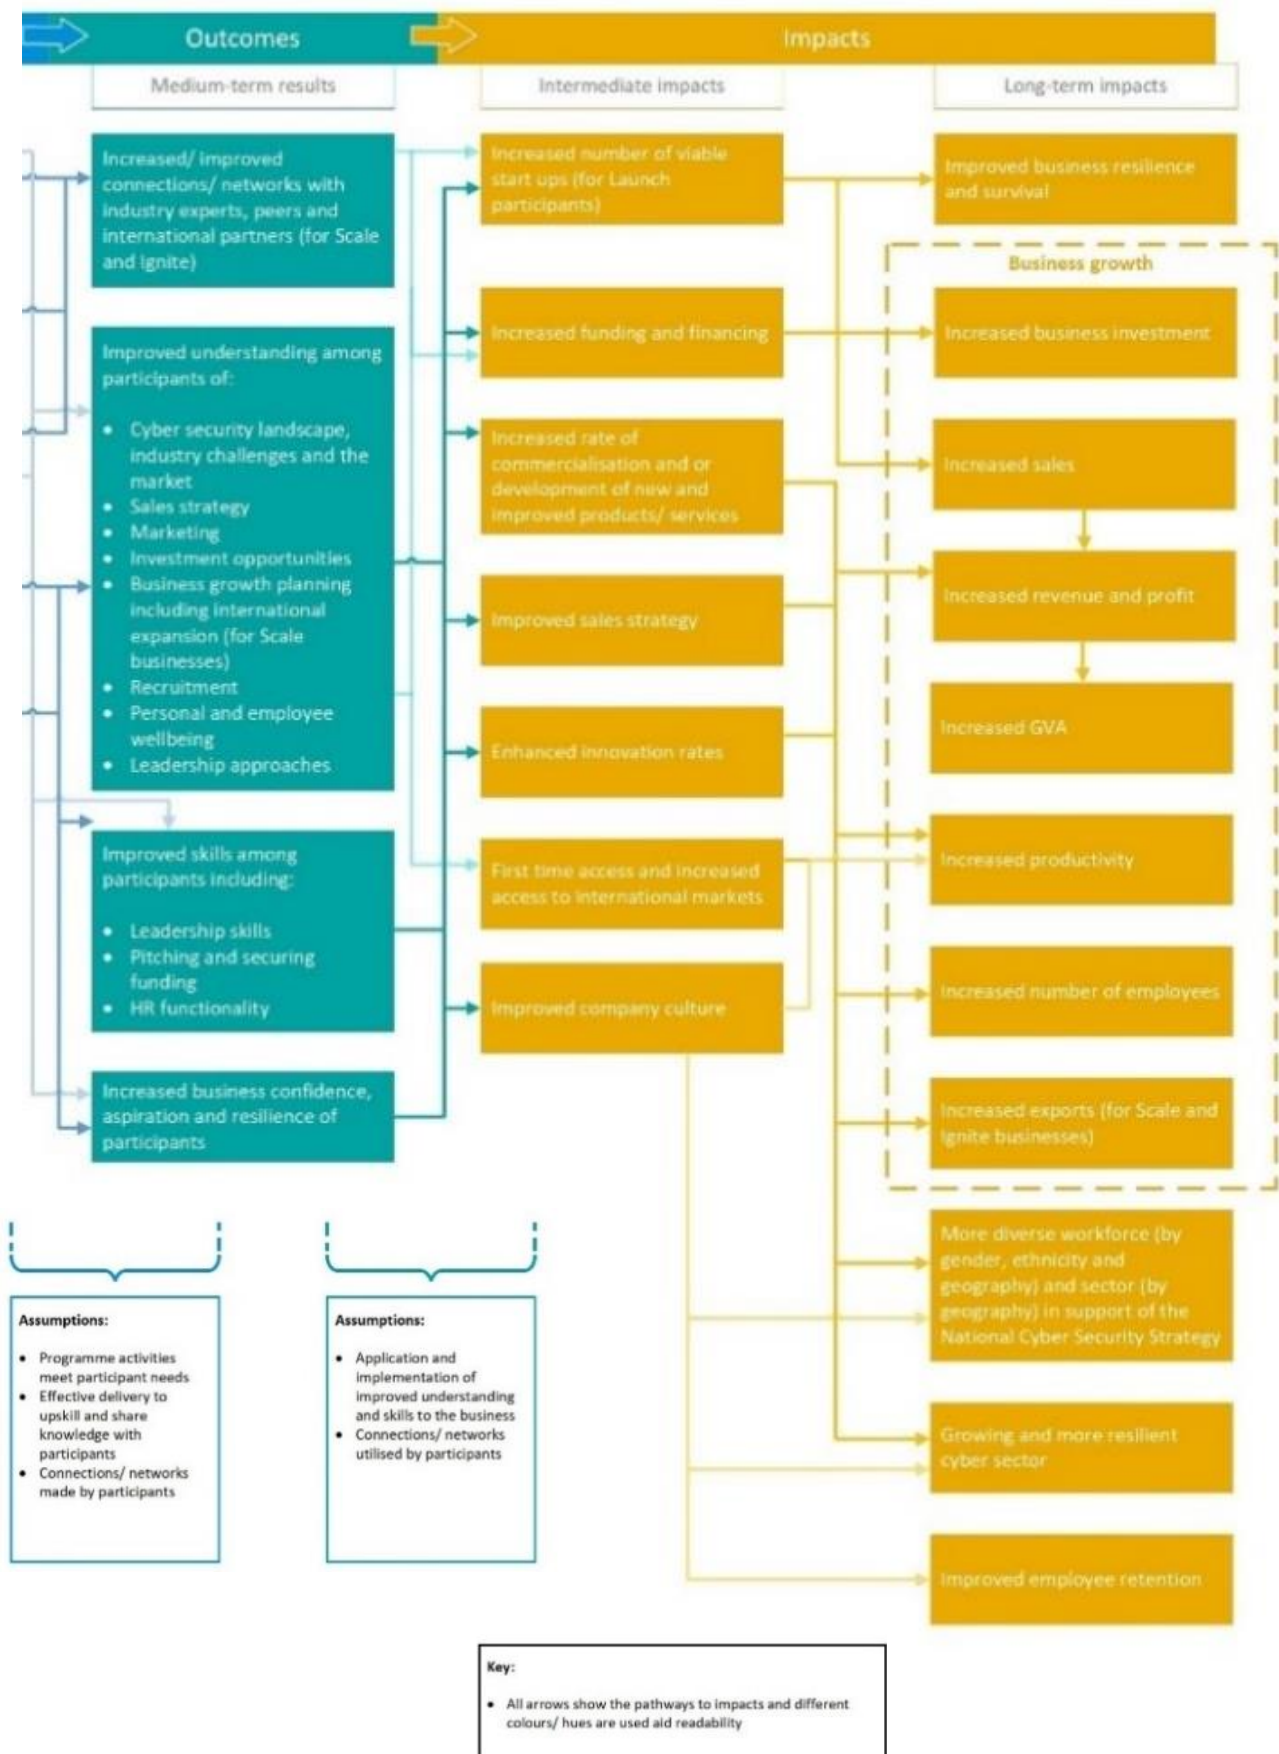 Outcomes
Impacts
Medium-term results
Intermediate impacts
Long-term impacts
Increased/ improved
connections/ networks with
industry experts, peers and
international partners (for Scale
and Ignite)
Improved understanding among
participants of:
• Cyber security landscape,
industry challenges and the
market
• Sales strategy
• Marketing
• Investment opportunities
• Business growth planning
including international
expansion (for Scale
businesses)
• Recruitment
• Personal and employee
wellbeing
• Leadership approaches
Improved skills among
participants including:
• Leadership skills
• Pitching and securing
funding
• HR functionality
Increased business confidence,
aspiration and resilience of
participants
Increased number of viable
start ups (for Launch
participants)
Increased funding and financing
Increased rate of
commercialisation and or
development of new and
improved products/ services
Improved sales strategy
Enhanced innovation rates
First time access and increased
access to international markets
Improved company culture
Improved business resilience
and survival
Business growth
Increased business investment
Increased sales
Increased revenue and profit
Increased GVA
Increased productivity
Increased number of employees
Increased exports (for Scale and
Ignite businesses)
More diverse workforce (by
gender, ethnicity and
geography) and sector (by
geography) in support of the
National Cyber Security Strategy
Growing and more resilient
cyber sector
Improved employee retention
Assumptions:
• Programme activities
meet participant needs
• Effective delivery to
upskill and share
knowledge with
participants
• Connections/ networks
made by participants
Assumptions:
• Application and
implementation of
improved understanding
and skills to the business
• Connections/ networks
utilised by participants
Key:
• All arrows show the pathways to impacts and different
colours/ hues are used aid readability